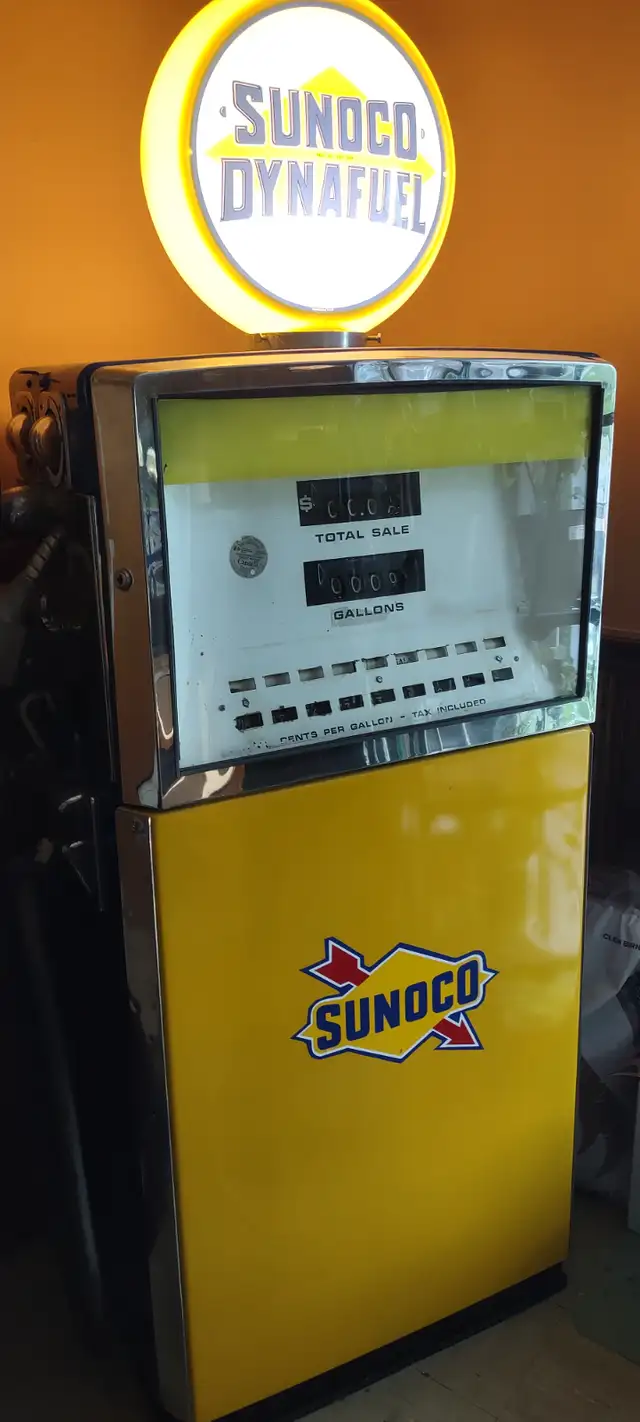 SUNOCO
DYNAFUEL
$
TOTAL SALE
GALLONS
CENTS PER GALLON - TAX INCLUDED
SUNOCO